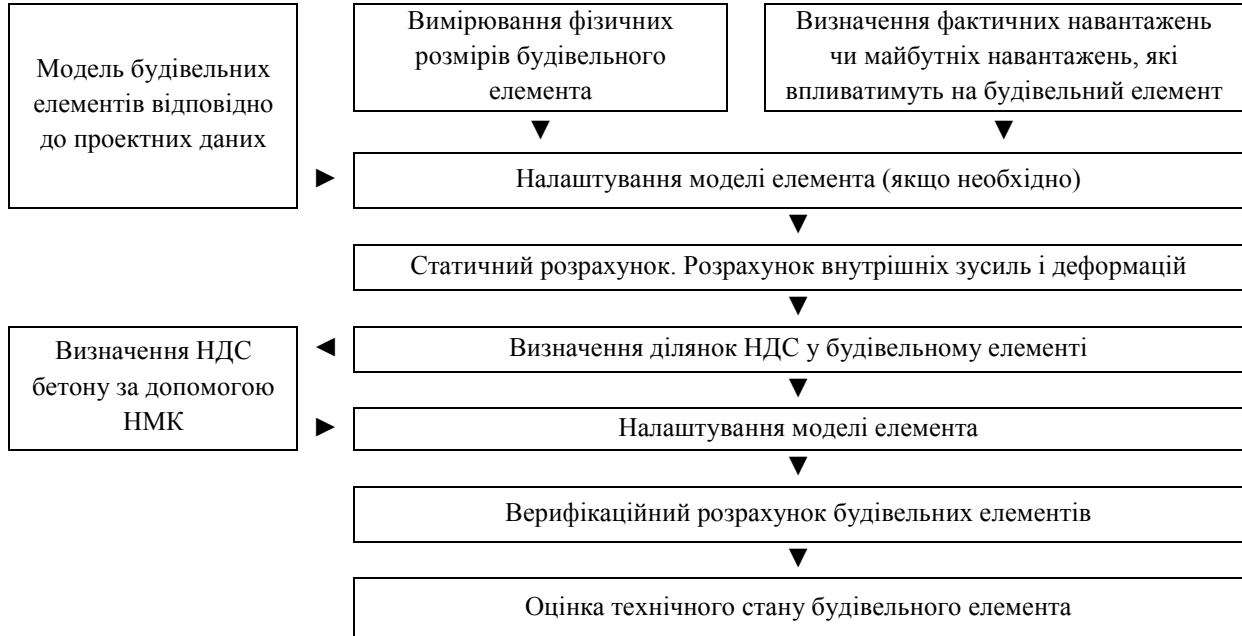 Модель будівельних
елементів відповідно
до проектних даних
Вимірювання фізичних
розмірів будівельного
елемента
Визначення фактичних навантажень
чи майбутніх навантажень, які
впливатимуть на будівельний елемент
Налаштування моделі елемента (якщо необхідно)
Статичний розрахунок. Розрахунок внутрішніх зусиль і деформацій
Визначення НДС
бетону за допомогою
НМК
Визначення ділянок НДС у будівельному елементі
Налаштування моделі елемента
Верифікаційний розрахунок будівельних елементів
Оцінка технічного стану будівельного елемента